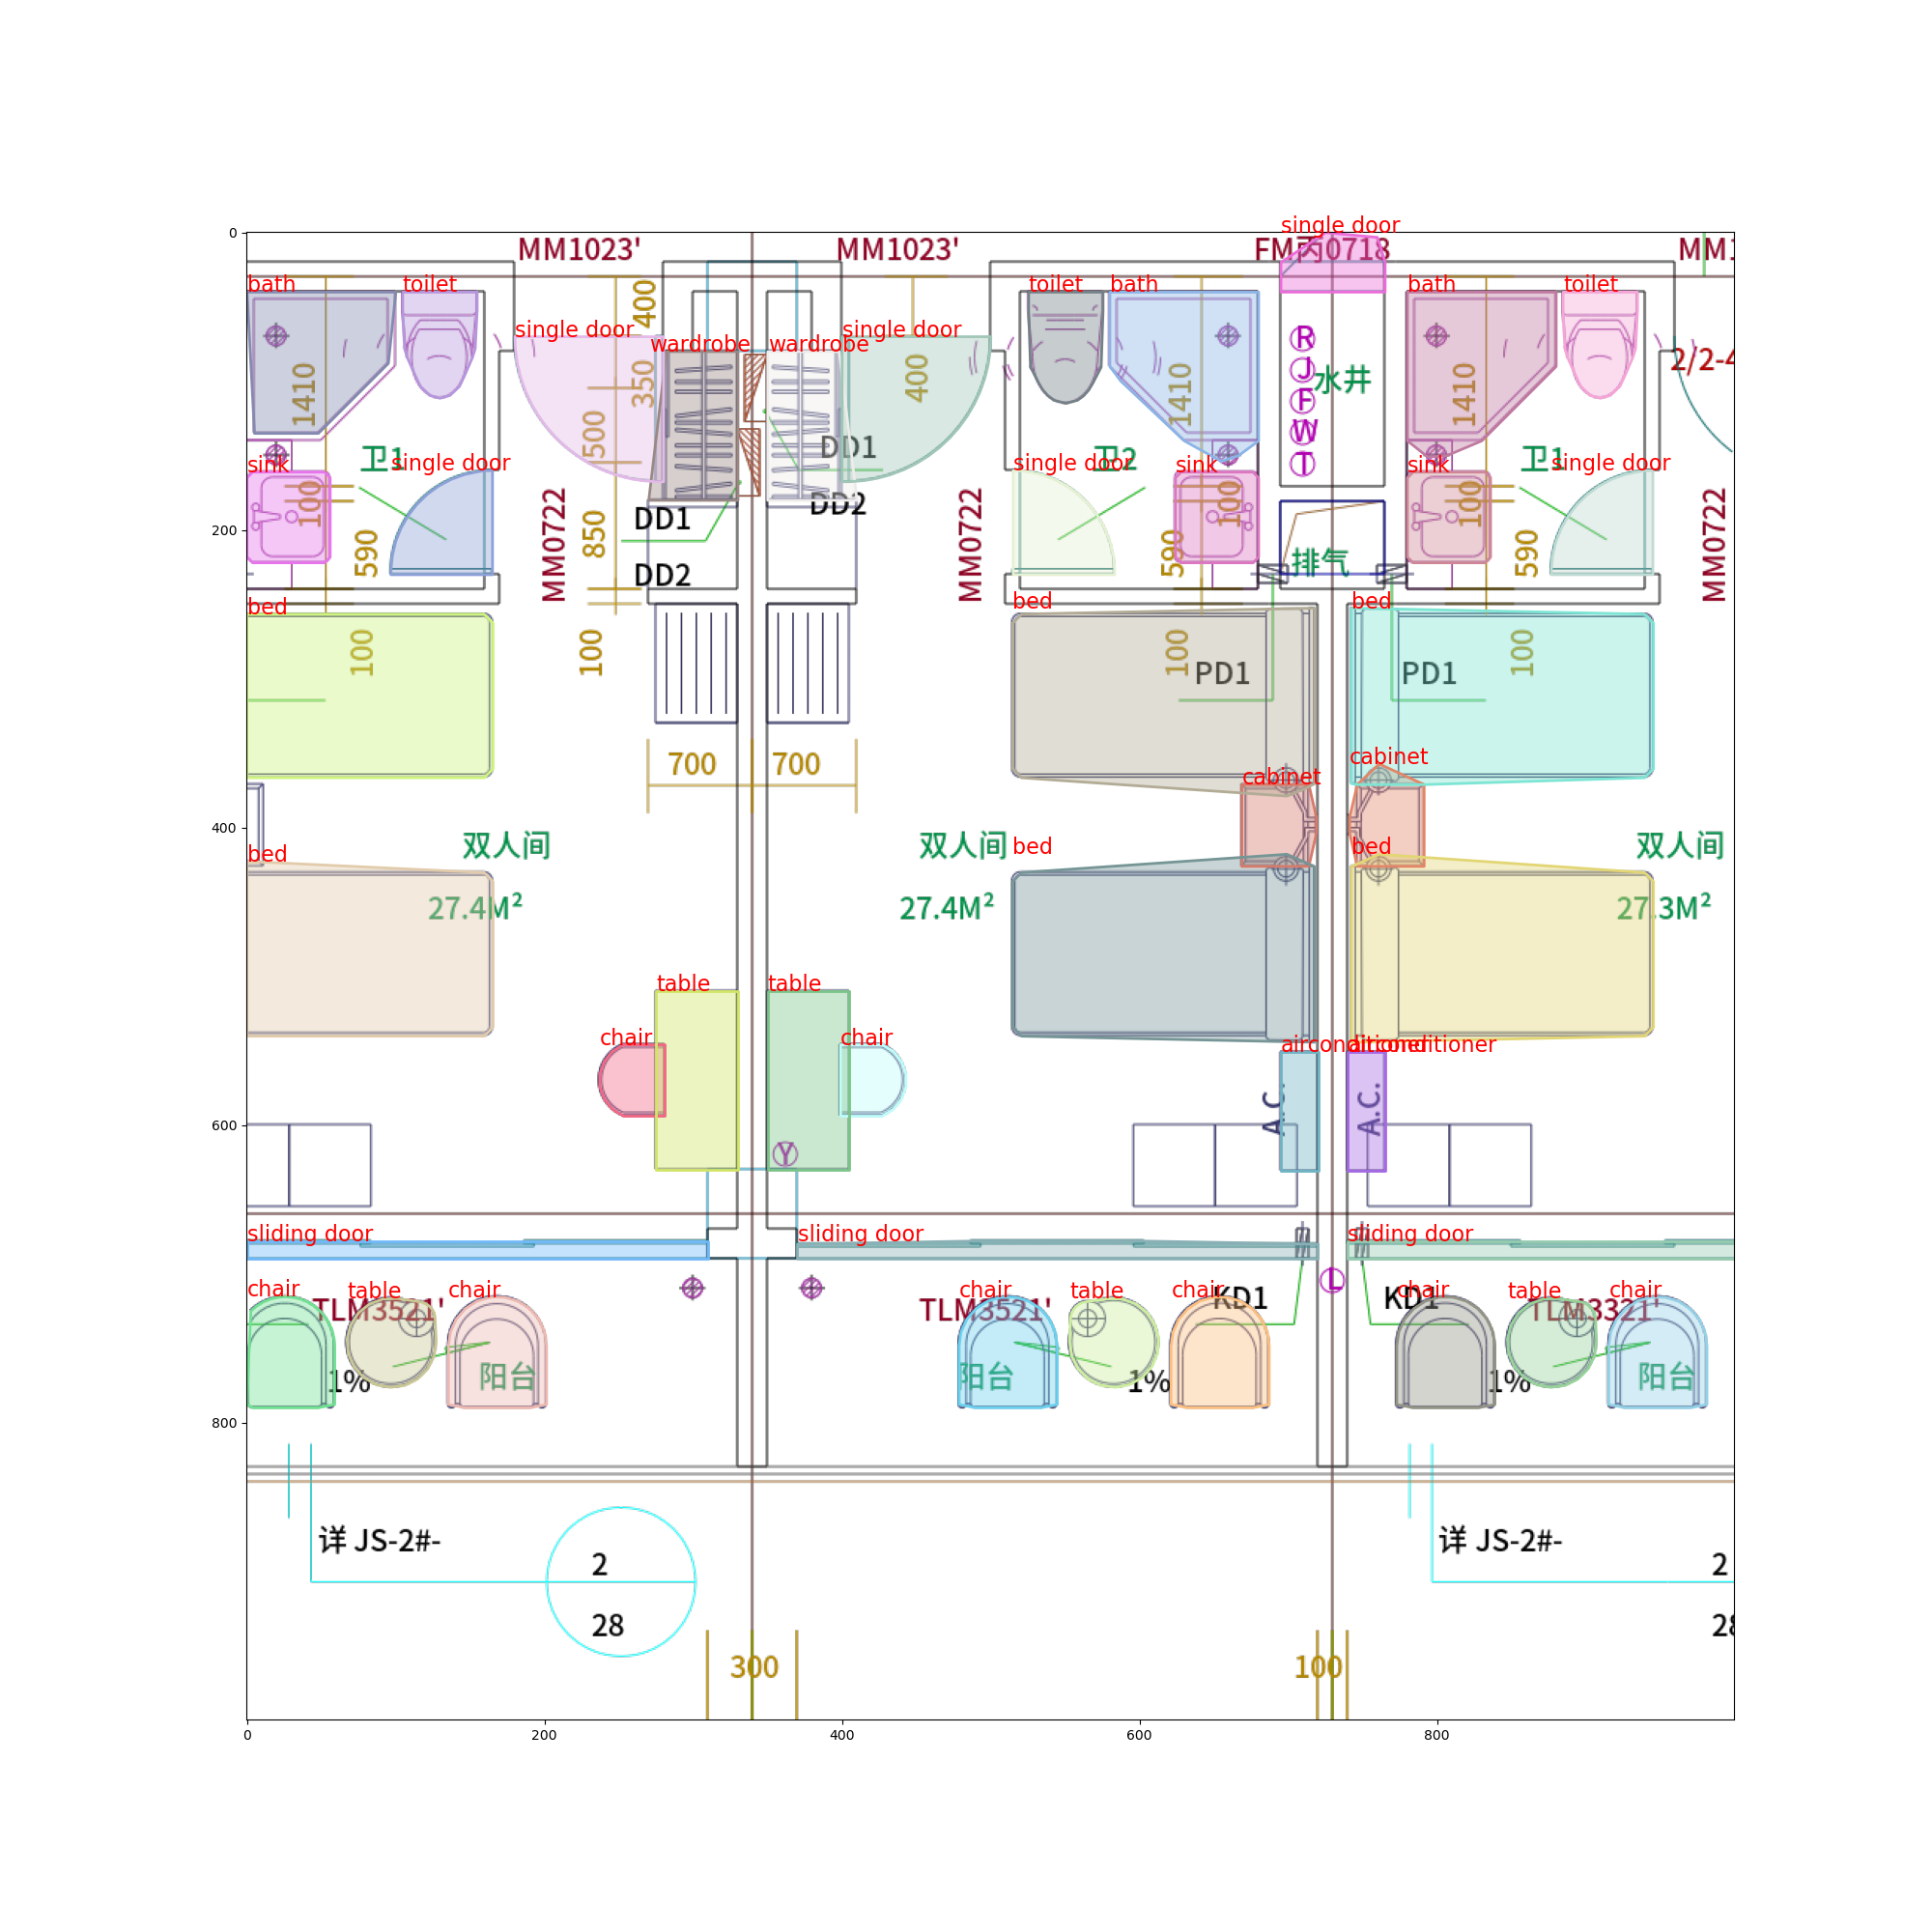 single door
0
MM1023'
MM1023'
FM丙0718
MM1
bath
toilet
400
toilet
bath
bath
toilet
single door
single door
wardrobe
wardrobe
R
J
F
W
T
水井
2/2-4
1410
350
500
400
1410
1410
DD1
卫1
卫2
卫1
sink
single door
single door
sink
sink
single door
100
100
100
MM0722
DD1
DD2
MM0722
MM0722
200
590
850
590
590
排气
DD2
bed
bed
bed
100
100
100
100
PD1
PD1
700
700
cabinet
cabinet
400
双人间
双人间
双人间
bed
bed
bed
27.4M²
27.4M²
27.3M²
table
table
chair
chair
airconditioner
airconditioner
A.C.
A.C.
600
Y
sliding door
sliding door
sliding door
L
chair
table
chair
chair
table
chair
chair
table
chair
TLM3521'
TLM3521'
KD1
KD1
TLM3321'
1%
阳台
阳台
1%
1%
阳台
800
详 JS-2#-
2
28
详 JS-2#-
2
28
300
100
0
200
400
600
800